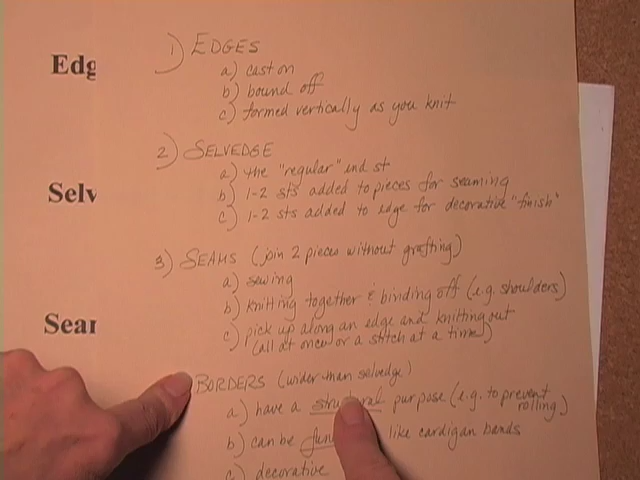 1) EDGES
a) cast on
b) bound off
c) formed vertically as you knit
2) SELVEDGE
a) the "regular" end st
b) 1-2 sts added to pieces for seaming
c) 1-2 sts added to edge for decorative "finish"
3) SEAMS (join 2 pieces without grafting)
a) sewing
b) knitting together & binding off (e.g. shoulders)
c) pick up along an edge and knitting out
(all at once or a stitch at a time)
BORDERS (wider than selvedge)
a) have a structural purpose (e.g. to prevent
rolling)
b) can be like cardigan bands
c) decorative
Edg
Selv
Sear